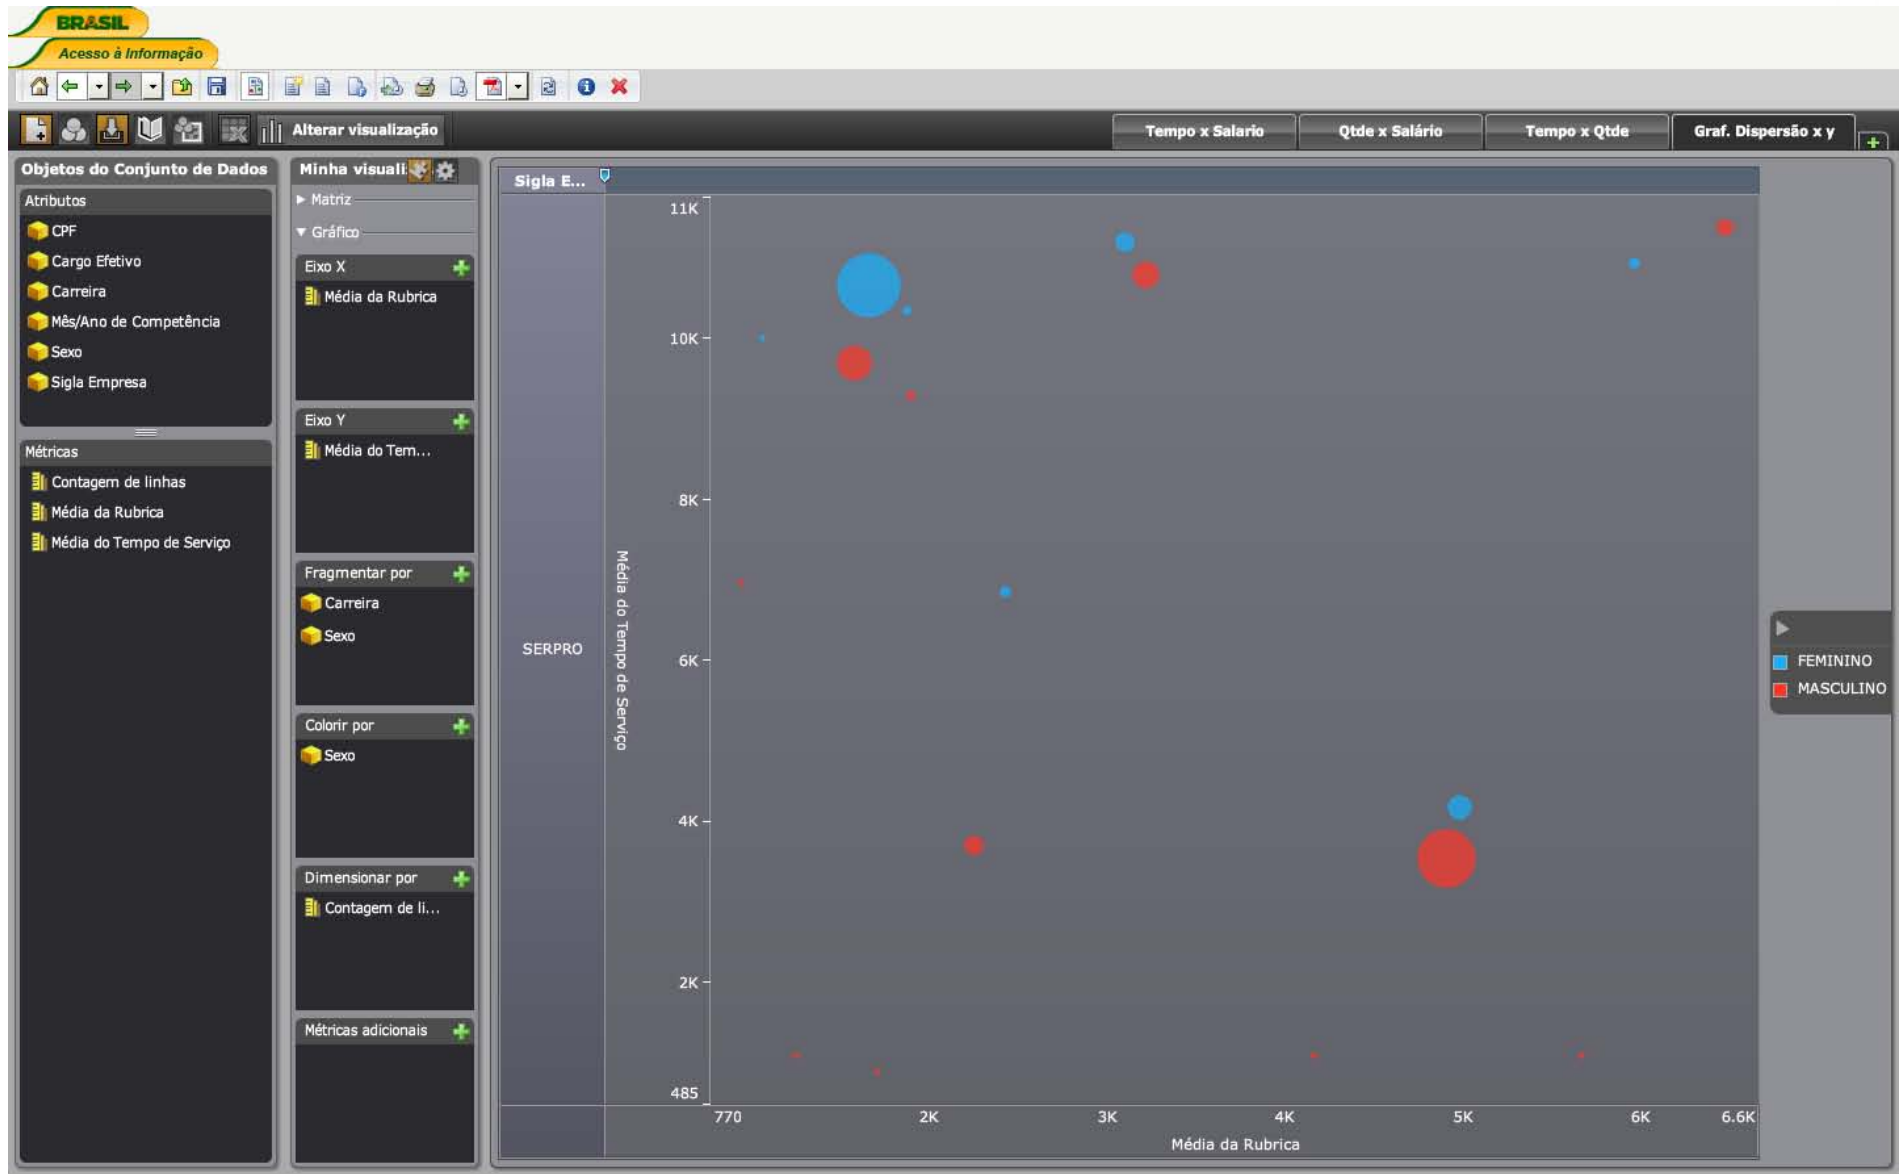 BRASIL
Acesso à Informação
Alterar visualização
Tempo x Salario
Qtde x Salário
Tempo x Qtde
Graf. Dispersão x y
Objetos do Conjunto de Dados
Atributos
CPF
Cargo Efetivo
Carreira
Mês/Ano de Competência
Sexo
Sigla Empresa
Métricas
Contagem de linhas
Média da Rubrica
Média do Tempo de Serviço
Minha visuali
Matriz
Gráfico
Eixo X
Média da Rubrica
Eixo Y
Média do Tem...
Fragmentar por
Carreira
Sexo
Colorir por
Sexo
Dimensionar por
Contagem de li...
Métricas adicionais
Sigla E...
SERPRO
Média do Tempo de Serviço
11K
10K
8K
6K
4K
2K
485
770
2K
3K
4K
5K
6K
6.6K
Média da Rubrica
FEMININO
MASCULINO